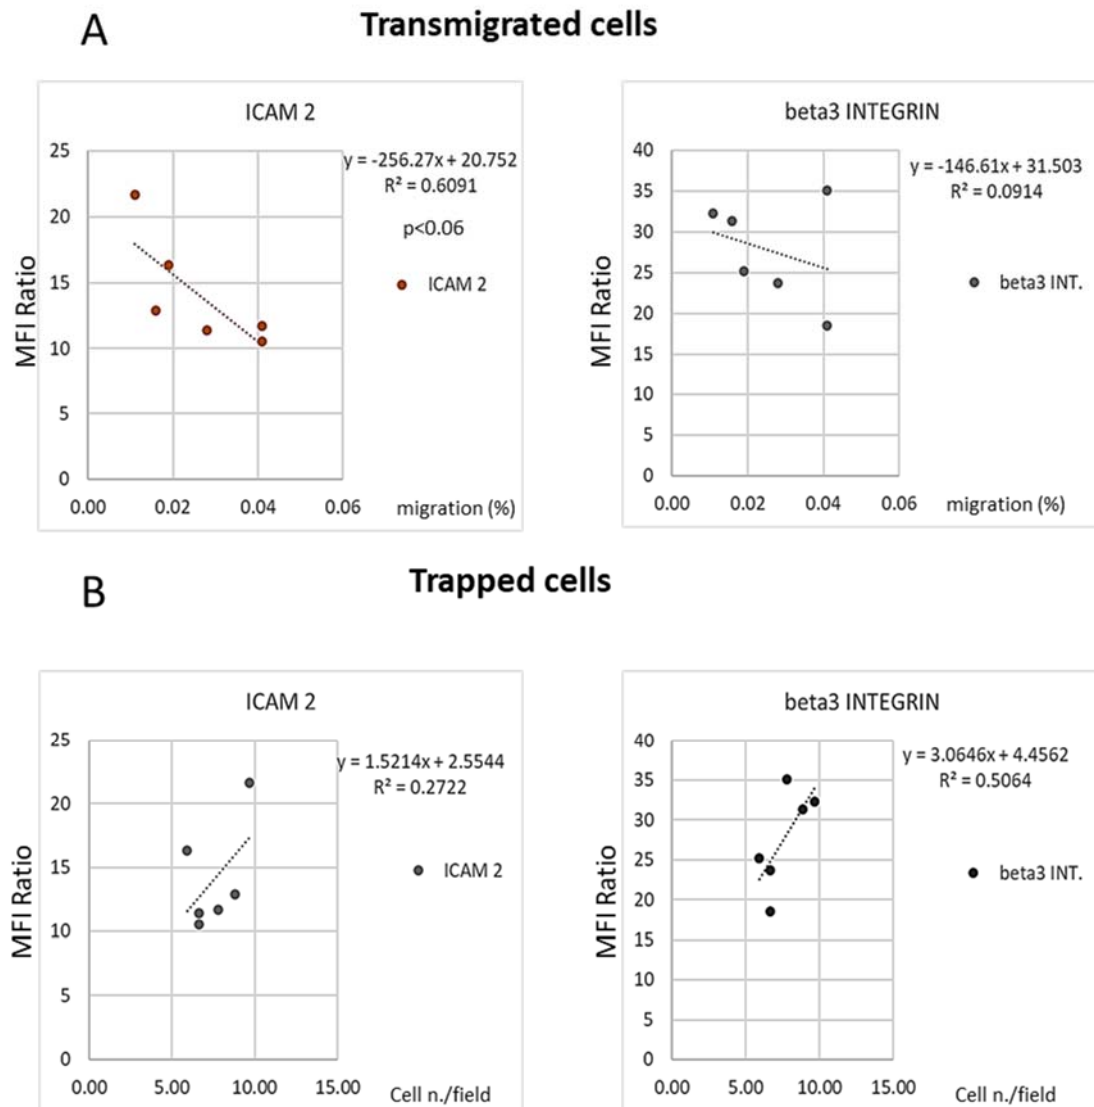 A
Transmigrated cells
ICAM 2
25
20
15
10
5
0
MFI Ratio
y = -256.27x + 20.752
R² = 0.6091
p<0.06
ICAM 2
0.00 0.02 0.04 0.06 migration (%)
beta3 INTEGRIN
40
35
30
25
20
15
10
5
0
MFI Ratio
y = -146.61x + 31.503
R² = 0.0914
beta3 INT.
0.00 0.02 0.04 0.06 migration (%)
B
Trapped cells
ICAM 2
25
20
15
10
5
0
MFI Ratio
y = 1.5214x + 2.5544
R² = 0.2722
ICAM 2
0.00 5.00 10.00 15.00 Cell n./field
beta3 INTEGRIN
40
35
30
25
20
15
10
5
0
MFI Ratio
y = 3.0646x + 4.4562
R² = 0.5064
beta3 INT.
0.00 5.00 10.00 15.00 Cell n./field